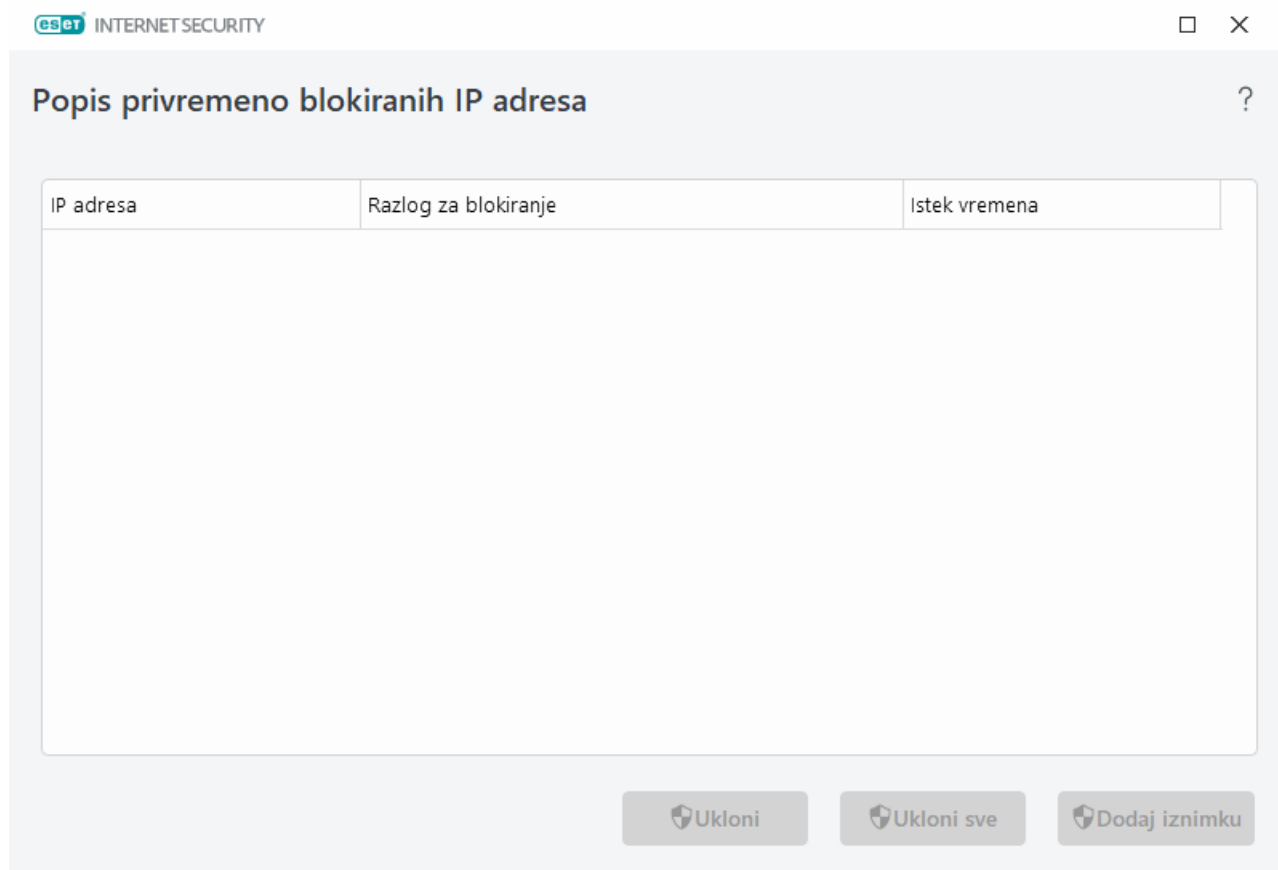 eset INTERNET SECURITY
Popis privremeno blokiranih IP adresa
?
IP adresa Razlog za blokiranje Istek vremena
Ukloni Ukloni sve Dodaj iznimku